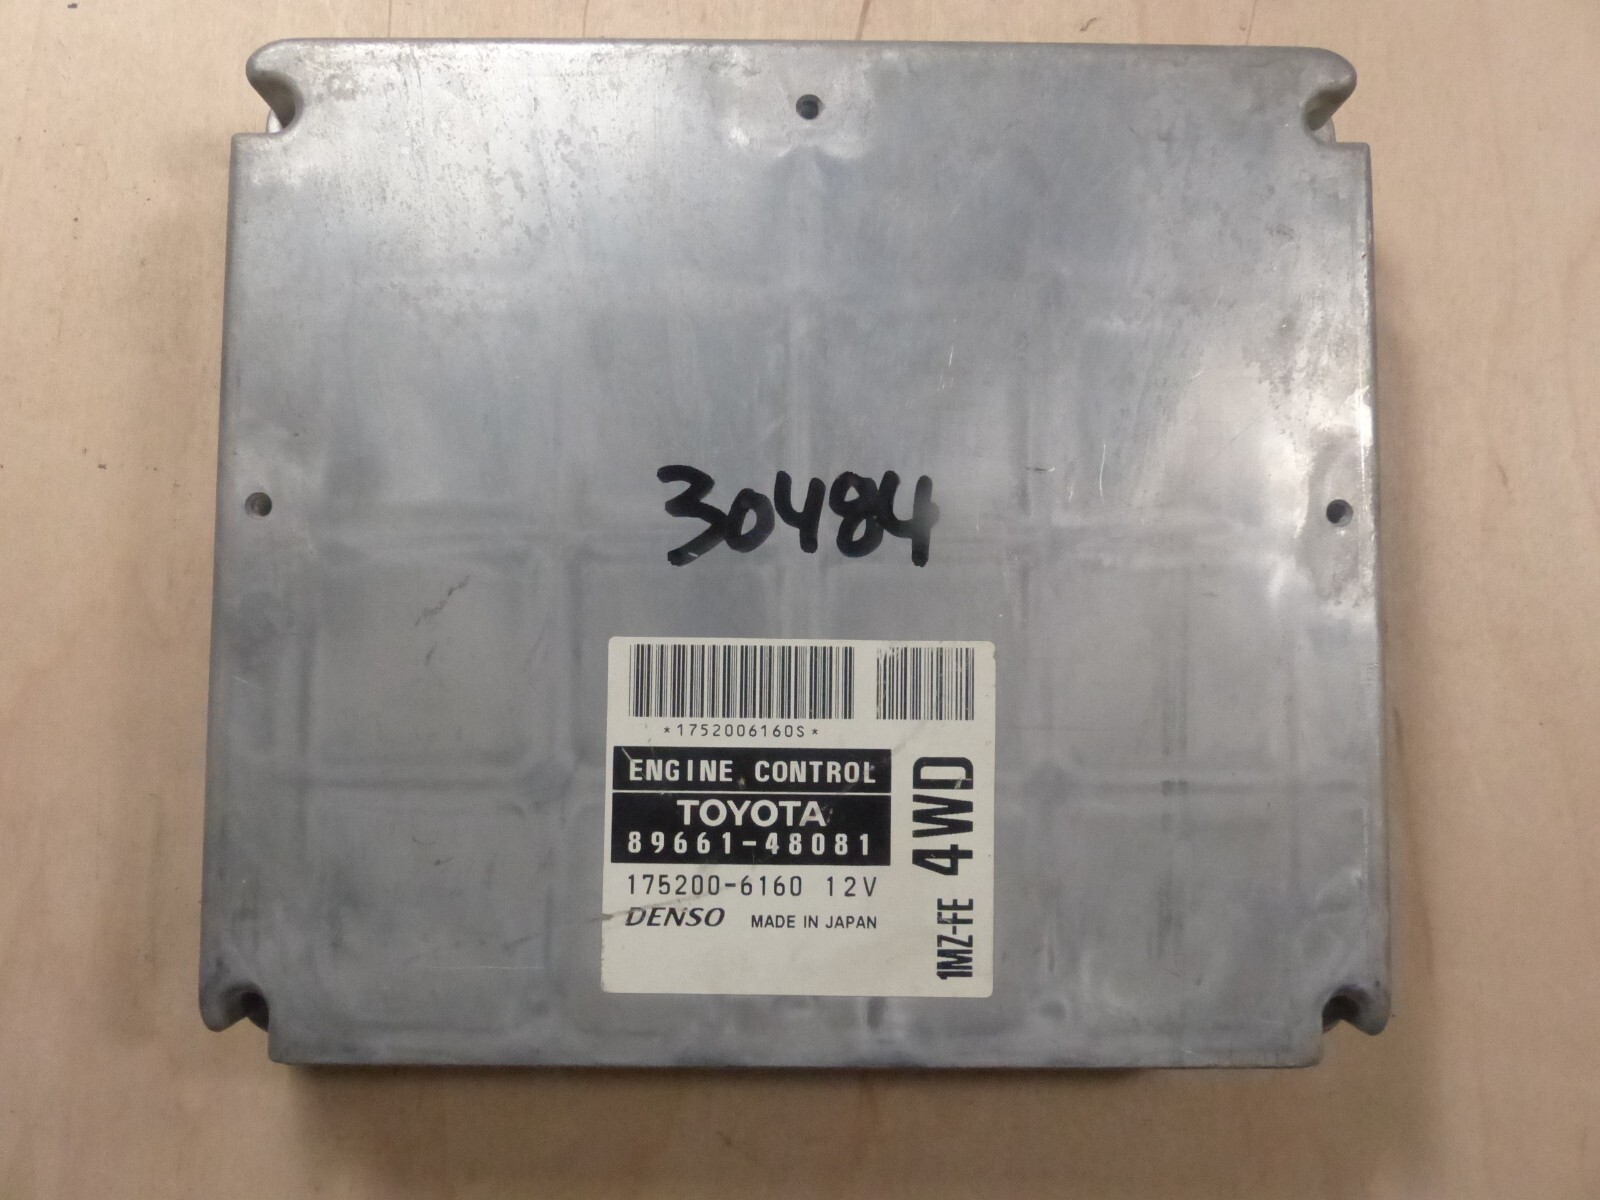 30484
*1752006160S*
ENGINE CONTROL
TOYOTA
89661-48081
175200-6160 12V
DENSO MADE IN JAPAN
1MZ-FE 4WD